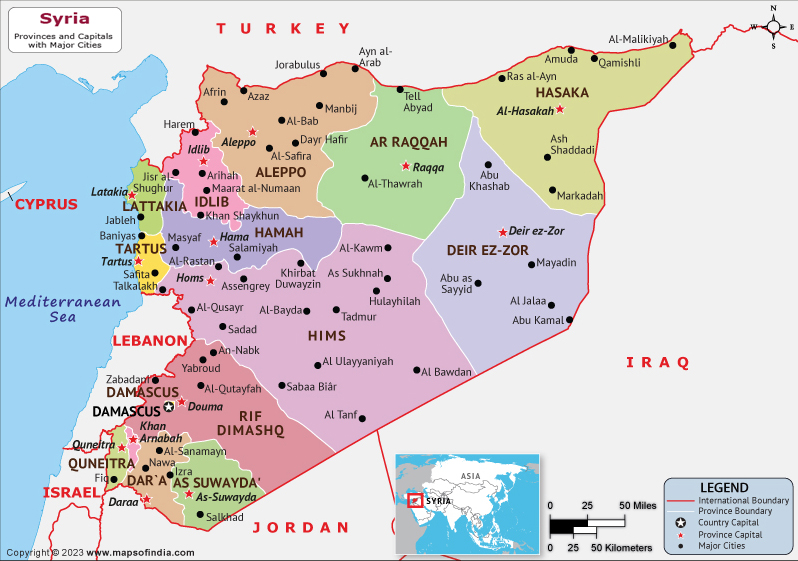 Syria
Provinces and Capitals
with Major Cities
TURKEY
N
W
E
S
Al-Malikiyah
Ayn al-
Arab
Amuda
Qamishli
Jorabulus
Ras al-Ayn
Afrin
Azaz
Tell
Abyad
HASAKA
Manbij
Al-Hasakah
Al-Bab
Harem
Aleppo
Dayr Hafir
AR RAQQAH
Ash
Shaddadi
Idlib
Al-Safira
Raqqa
Abu
Khashab
Jisr al-
Shughur
Arihah
ALEPPO
Al-Thawrah
Markadah
Latakia
Maarat al-Numaan
CYPRUS
LATTAKIA
IDLIB
Jableh
Khan Shaykhun
Baniyas
Masyaf
Hama
HAMAH
Deir ez-Zor
TARTUS
Salamiyah
Al-Kawm
DEIR EZ-ZOR
Tartus
Al-Rastan
Mayadin
Safita
Homs
Khirbat
Duwazyin
As Sukhnah
Abu as
Sayyid
Talkalakh
Assengrey
Hulayhilah
Mediterranean
Sea
Al-Qusayr
Al-Bayda
Tadmur
Al Jalaa
Abu Kamal
Sadad
HIMS
LEBANON
An-Nabk
Yabroud
Al Ulayyaniyah
Al Bawdan
IRAQ
Zabadani
Al-Qutayfah
Sabaa Biâr
DAMASCUS
DAMASCUS
Douma
RIF
DIMASHQ
Al Tanf
Khan
Arnabah
Quneitra
Al-Sanamayn
QUNEITRA
Nawa
Izra
Fiq
DAR`A
AS SUWAYDA'
ISRAEL
Daraa
As-Suwayda
Salkhad
JORDAN
ASIA
SYRIA
0 25 50 Miles
0 25 50 Kilometers
LEGEND
International Boundary
Province Boundary
Country Capital
Province Capital
Major Cities
Copyright © 2023 www.mapsofindia.com